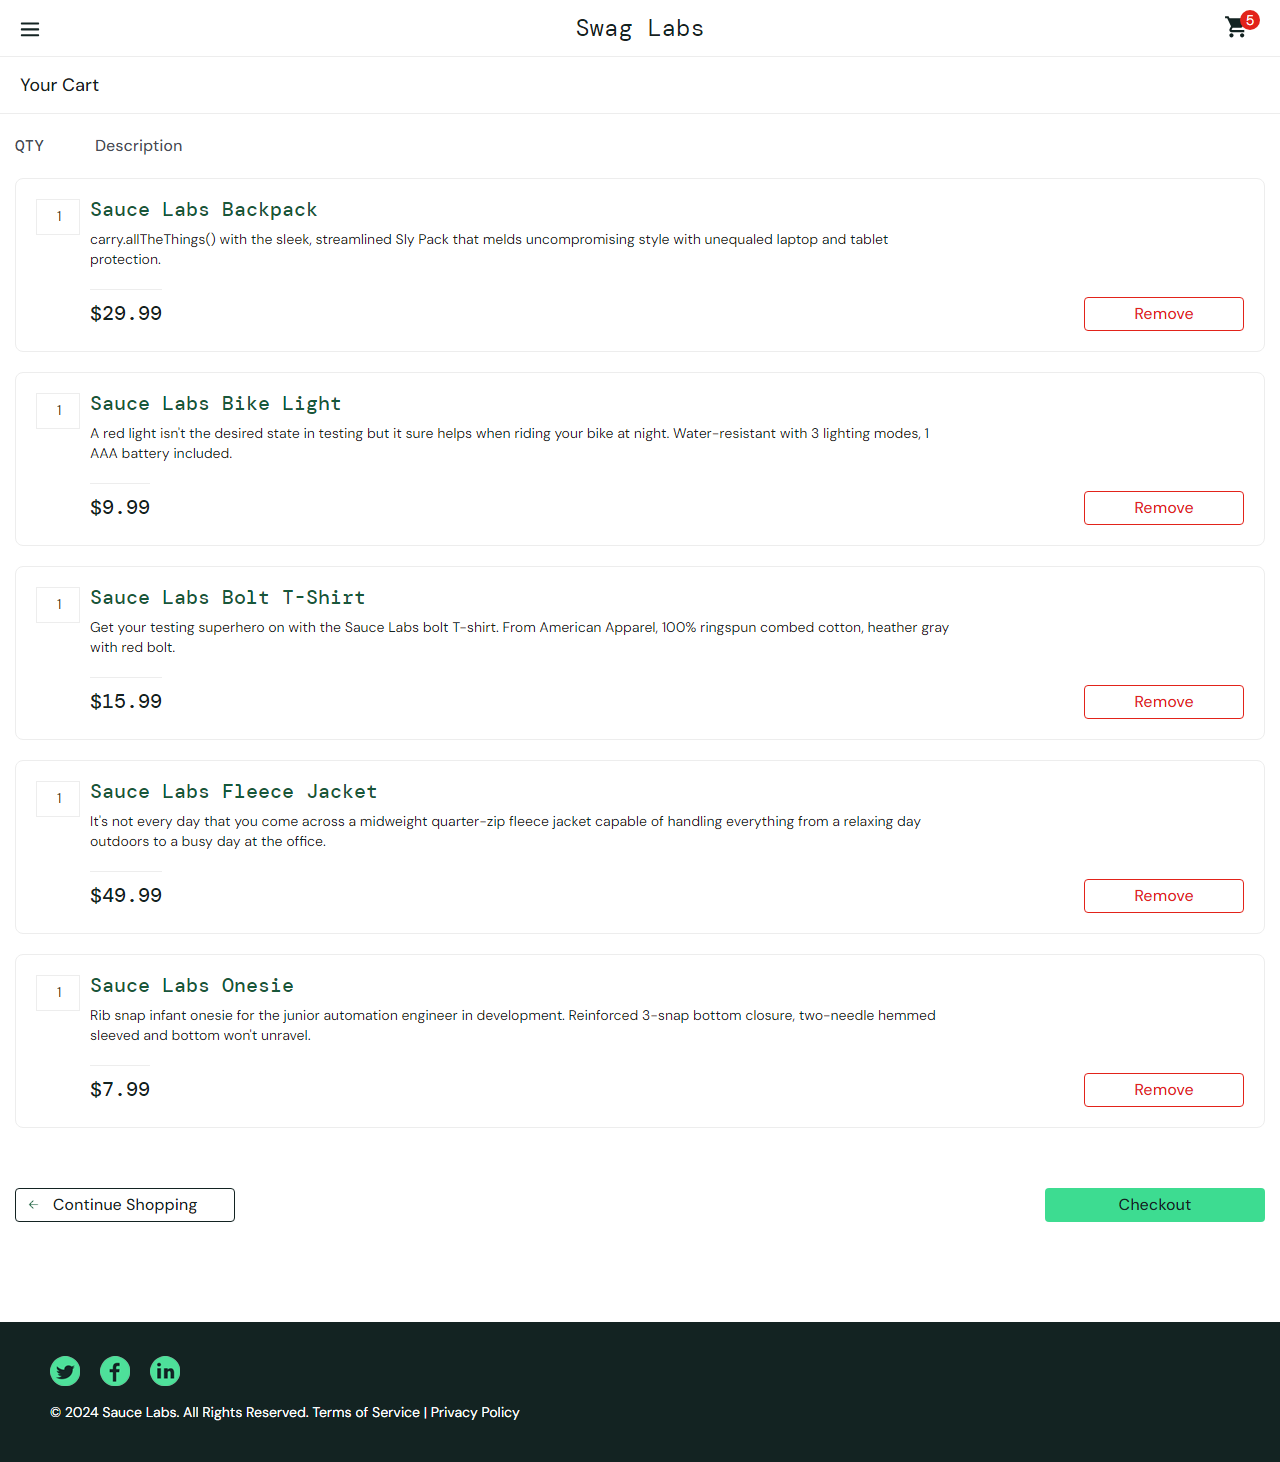 Swag Labs
5
Your Cart
QTY Description
1
Sauce Labs Backpack
carry.allTheThings() with the sleek, streamlined Sly Pack that melds uncompromising style with unequaled laptop and tablet
protection.
$29.99
Remove
1
Sauce Labs Bike Light
A red light isn't the desired state in testing but it sure helps when riding your bike at night. Water-resistant with 3 lighting modes, 1
AAA battery included.
$9.99
Remove
1
Sauce Labs Bolt T-Shirt
Get your testing superhero on with the Sauce Labs bolt T-shirt. From American Apparel, 100% ringspun combed cotton, heather gray
with red bolt.
$15.99
Remove
1
Sauce Labs Fleece Jacket
It's not every day that you come across a midweight quarter-zip fleece jacket capable of handling everything from a relaxing day
outdoors to a busy day at the office.
$49.99
Remove
1
Sauce Labs Onesie
Rib snap infant onesie for the junior automation engineer in development. Reinforced 3-snap bottom closure, two-needle hemmed
sleeved and bottom won't unravel.
$7.99
Remove
Continue Shopping
Checkout
© 2024 Sauce Labs. All Rights Reserved. Terms of Service | Privacy Policy